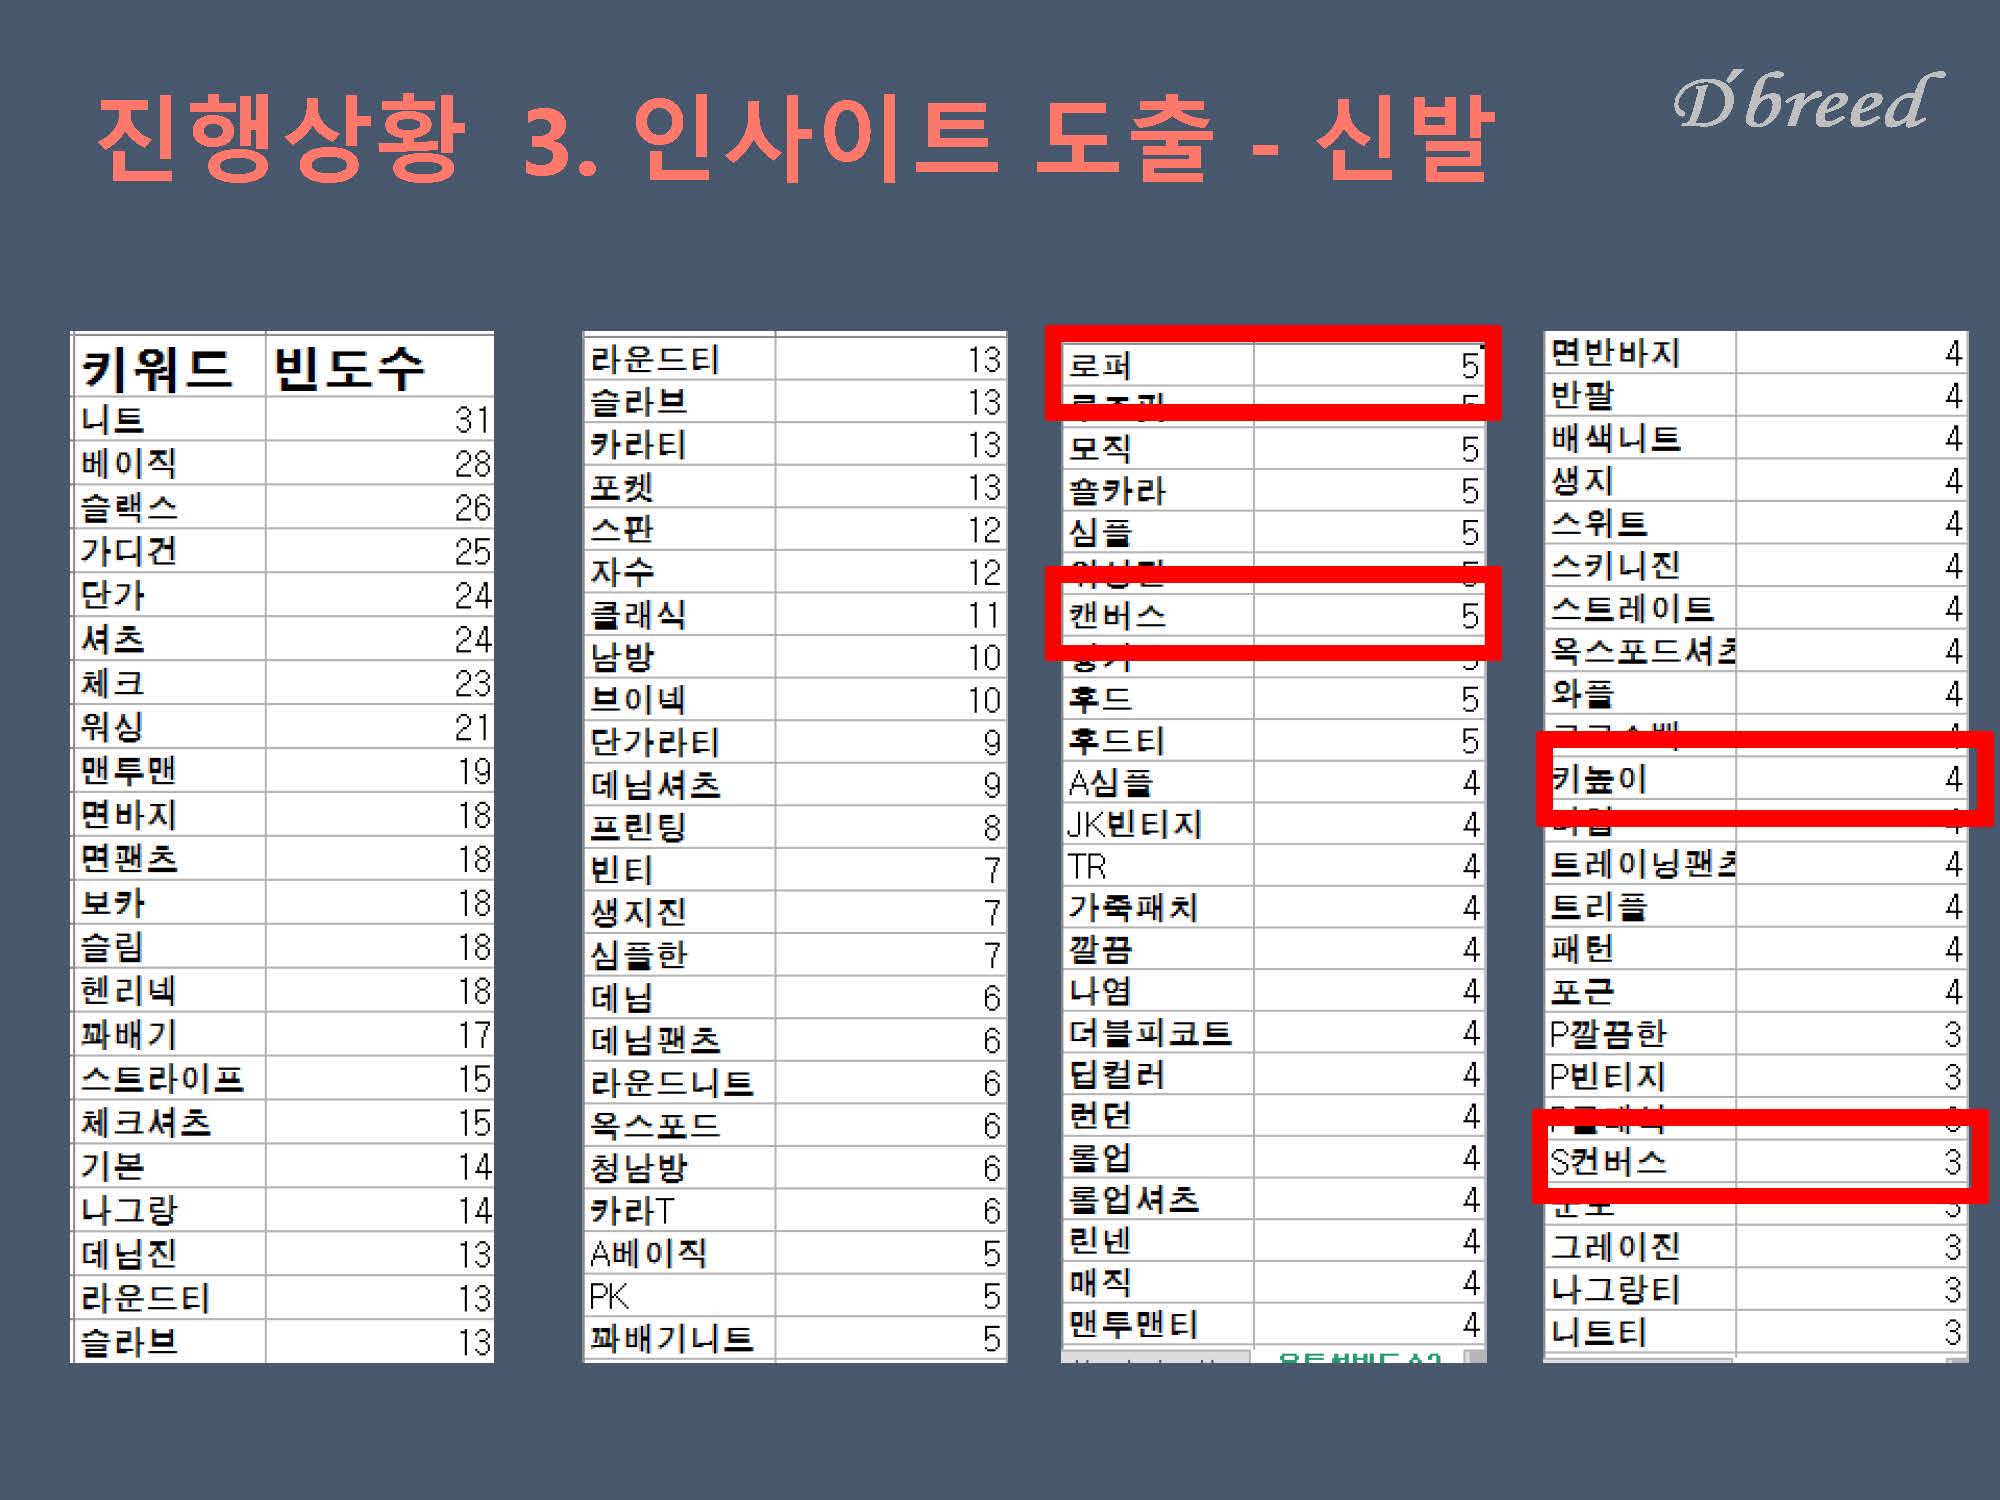 진행상황 3. 인사이트 도출 - 신발
D'breed
키워드 빈도수
니트 31
베이직 28
슬랙스 26
가디건 25
단가 24
셔츠 24
체크 23
워싱 21
맨투맨 19
면바지 18
면팬츠 18
보카 18
슬림 18
헨리넥 18
꽈배기 17
스트라이프 15
체크셔츠 15
기본 14
나그랑 14
데님진 13
라운드티 13
슬라브 13
라운드티 13
슬라브 13
카라티 13
포켓 13
스판 12
자수 12
클래식 11
남방 10
브이넥 10
단가라티 9
데님셔츠 9
프린팅 8
빈티 7
생지진 7
심플한 7
데님 6
데님팬츠 6
라운드니트 6
옥스포드 6
청남방 6
카라T 6
A베이직 5
PK 5
꽈배기니트 5
로퍼 5
모직 5
숄카라 5
심플 5
캔버스 5
후드 5
후드티 5
A심플 4
JK빈티지 4
TR 4
가죽패치 4
깔끔 4
나염 4
더블피코트 4
딥컬러 4
런던 4
롤업 4
롤업셔츠 4
린넨 4
매직 4
맨투맨티 4
면반바지 4
반팔 4
배색니트 4
생지 4
스위트 4
스키니진 4
스트레이트 4
옥스포드셔츠 4
와플 4
키높이 4
트레이닝팬츠 4
트리플 4
패턴 4
포근 4
P깔끔한 3
P빈티지 3
S컨버스 3
그레이진 3
나그랑티 3
니트티 3